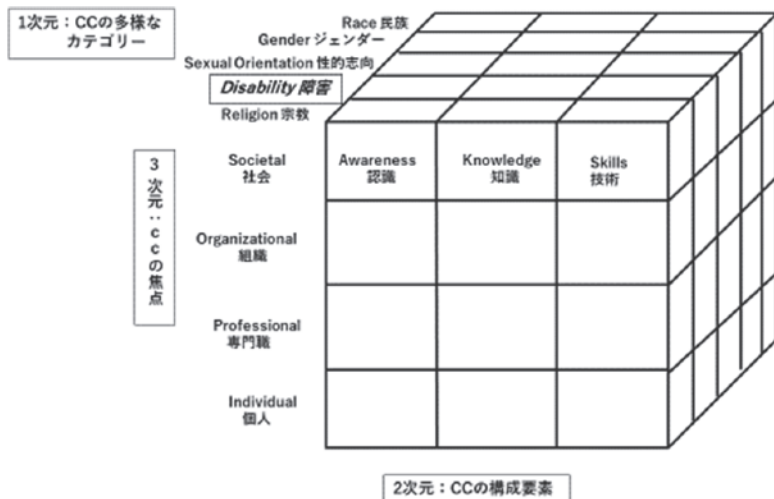 1次元：CCの多様な
カテゴリー
Race 民族
Gender ジェンダー
Sexual Orientation 性的志向
Disability 障害
Religion 宗教
3次元：ccの焦点
Societal
社会
Organizational
組織
Professional
専門職
Individual
個人
Awareness
認識
Knowledge
知識
Skills
技術
2次元：CCの構成要素